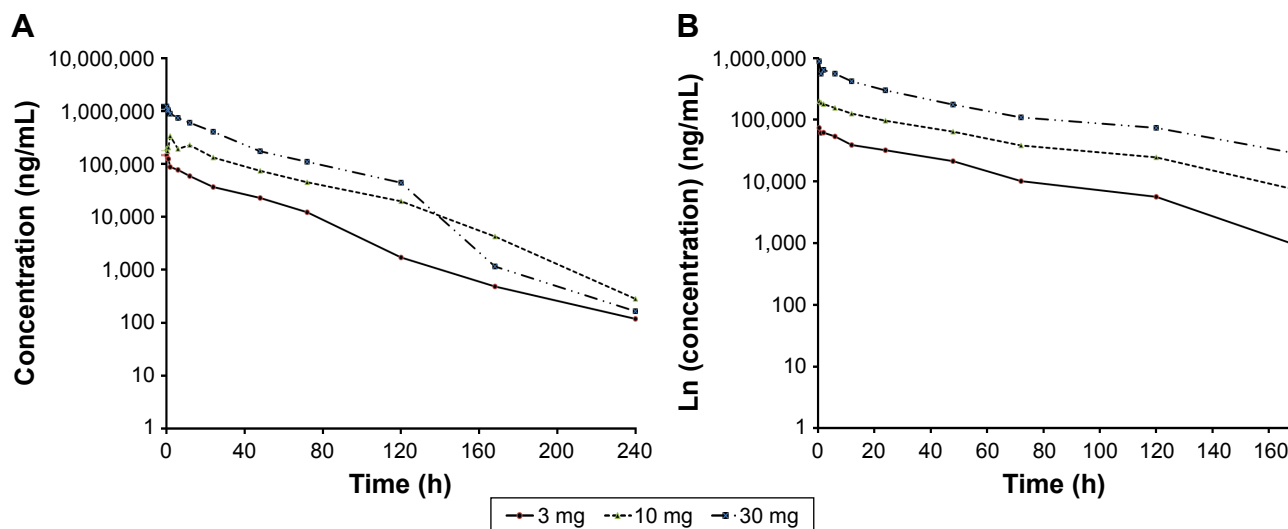 A
Concentration (ng/mL)
10,000,000
1,000,000
100,000
10,000
1,000
100
10
1
0 40 80 120 160 200 240
Time (h)
B
Ln (concentration) (ng/mL)
1,000,000
100,000
10,000
1,000
100
10
1
0 20 40 60 80 100 120 140 160
Time (h)
3 mg 10 mg 30 mg